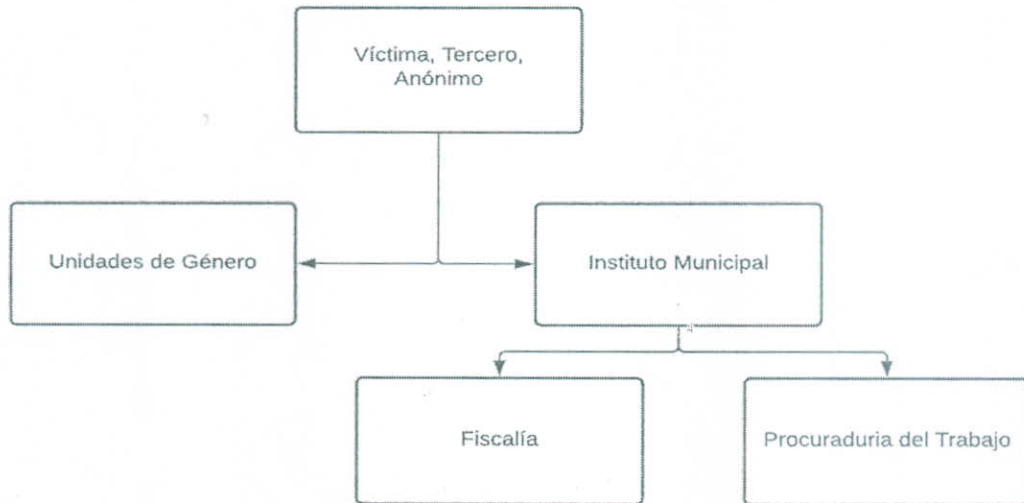 Víctima, Tercero,
Anónimo
Unidades de Género
Instituto Municipal
Fiscalía
Procuraduria del Trabajo